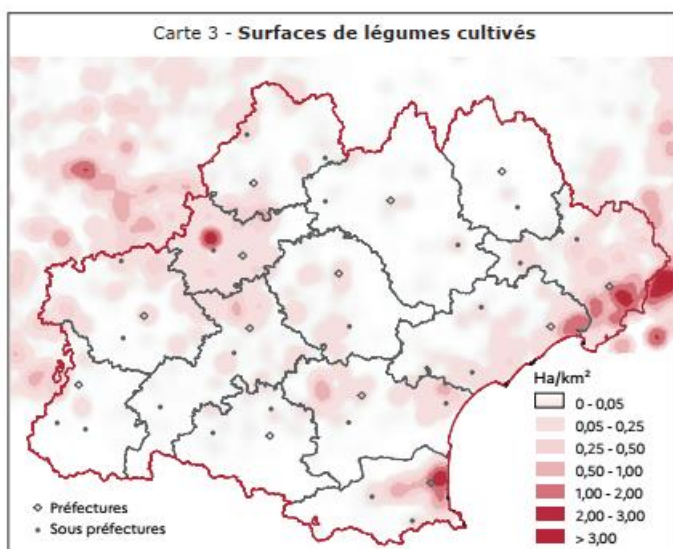 Carte 3 - Surfaces de légumes cultivés
Ha/km²
0 - 0,05
0,05 - 0,25
0,25 - 0,50
0,50 - 1,00
1,00 - 2,00
2,00 - 3,00
> 3,00
Préfectures
Sous préfectures